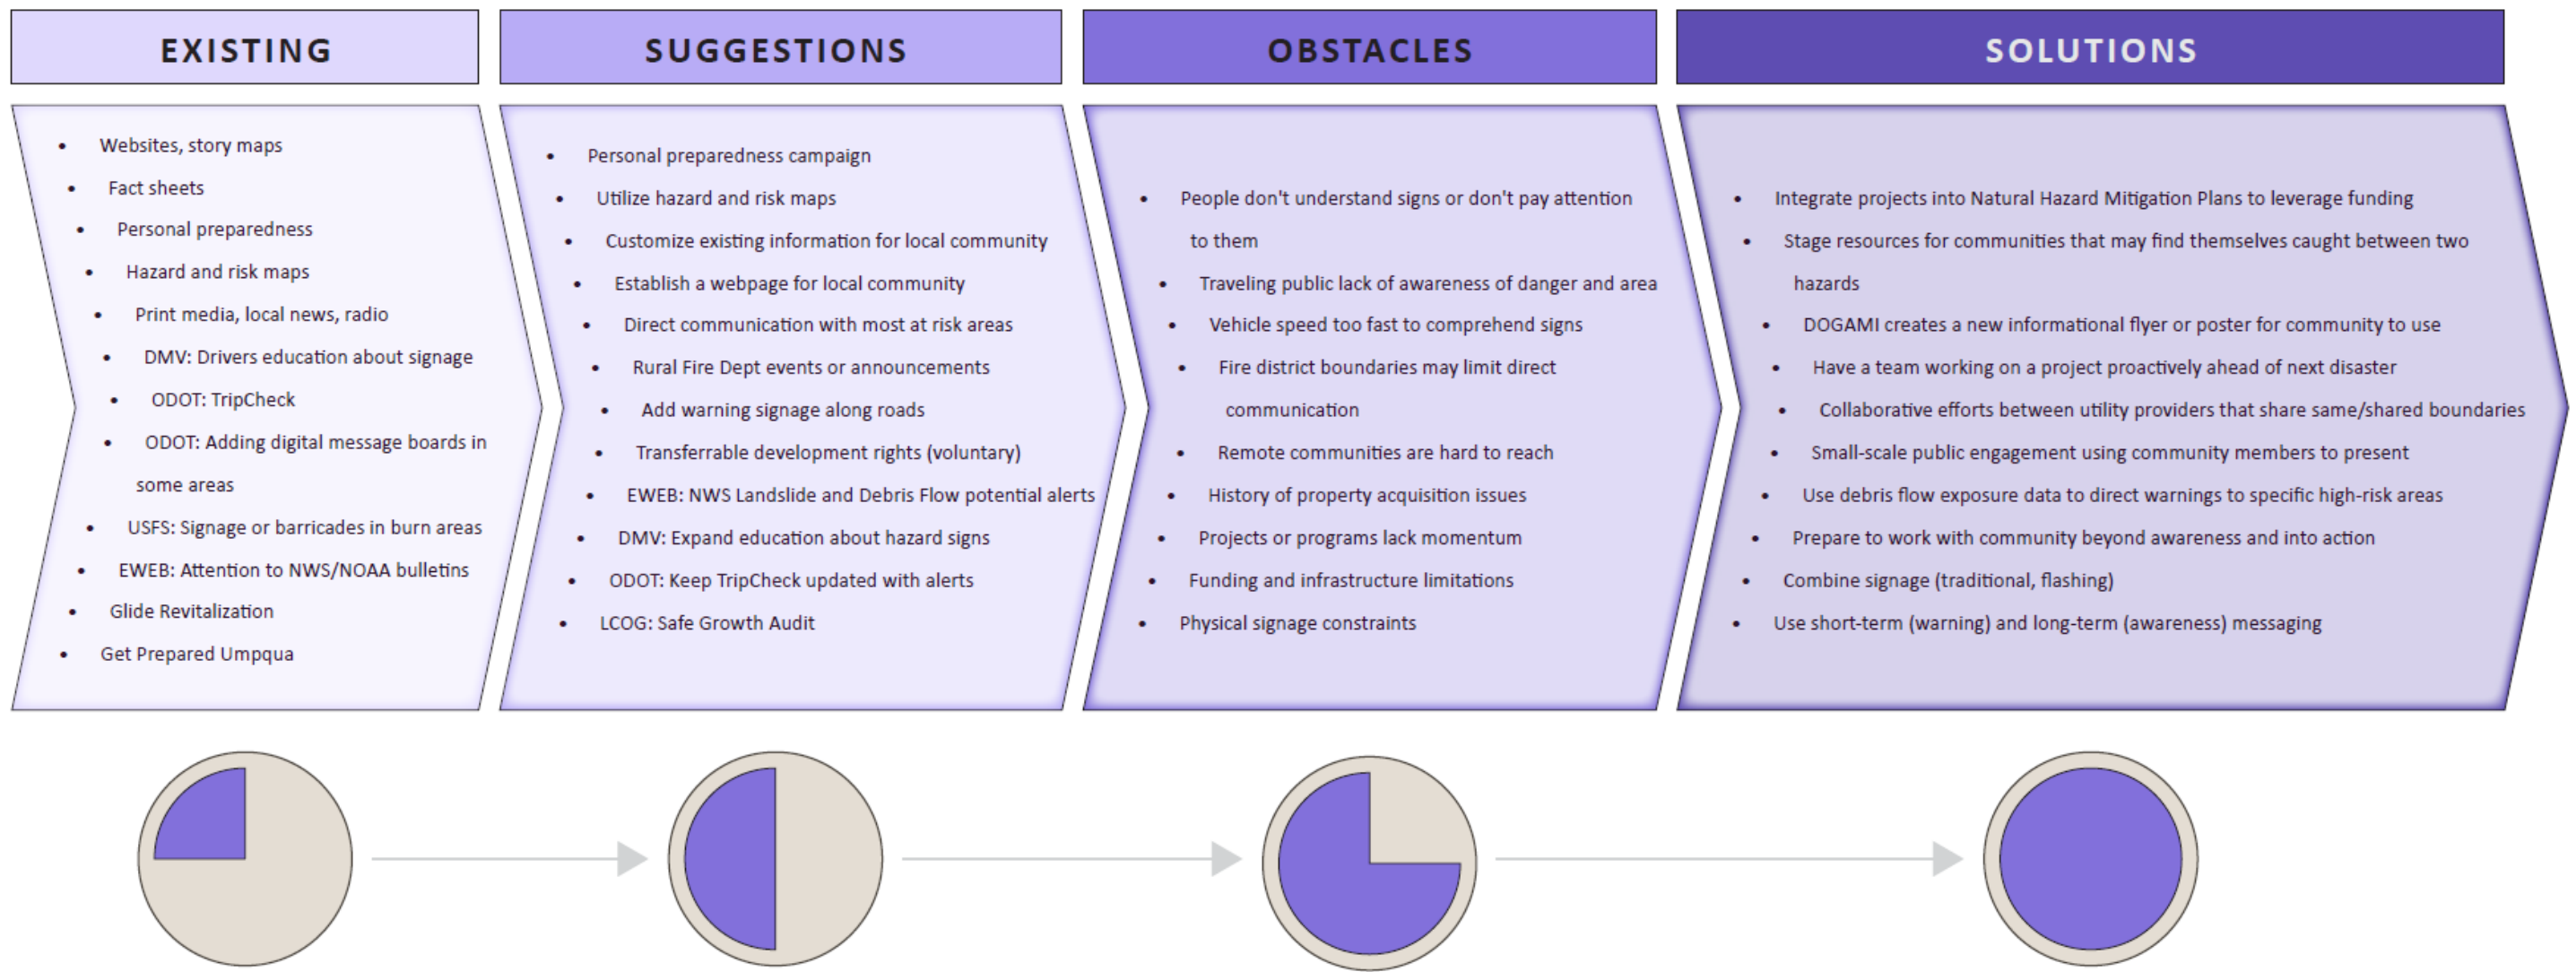 EXISTING
Websites, story maps
Fact sheets
Personal preparedness
Hazard and risk maps
Print media, local news, radio
DMV: Drivers education about signage
ODOT: TripCheck
ODOT: Adding digital message boards in
some areas
USFS: Signage or barricades in burn areas
EWEB: Attention to NWS/NOAA bulletins
Glide Revitalization
Get Prepared Umpqua
SUGGESTIONS
Personal preparedness campaign
Utilize hazard and risk maps
Customize existing information for local community
Establish a webpage for local community
Direct communication with most at risk areas
Rural Fire Dept events or announcements
Add warning signage along roads
Transferrable development rights (voluntary)
EWEB: NWS Landslide and Debris Flow potential alerts
DMV: Expand education about hazard signs
ODOT: Keep TripCheck updated with alerts
LCOG: Safe Growth Audit
OBSTACLES
People don't understand signs or don't pay attention
to them
Traveling public lack of awareness of danger and area
Vehicle speed too fast to comprehend signs
Fire district boundaries may limit direct
communication
Remote communities are hard to reach
History of property acquisition issues
Projects or programs lack momentum
Funding and infrastructure limitations
Physical signage constraints
SOLUTIONS
Integrate projects into Natural Hazard Mitigation Plans to leverage funding
Stage resources for communities that may find themselves caught between two
hazards
DOGAMI creates a new informational flyer or poster for community to use
Have a team working on a project proactively ahead of next disaster
Collaborative efforts between utility providers that share same/shared boundaries
Small-scale public engagement using community members to present
Use debris flow exposure data to direct warnings to specific high-risk areas
Prepare to work with community beyond awareness and into action
Combine signage (traditional, flashing)
Use short-term (warning) and long-term (awareness) messaging